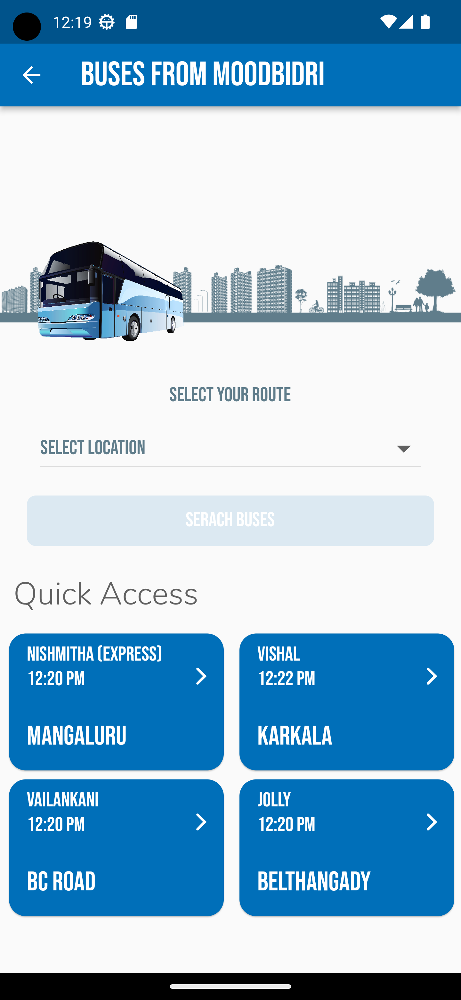 12:19
BUSES FROM MOODBIDRI
SELECT YOUR ROUTE
SELECT LOCATION
SERACH BUSES
Quick Access
NISHMITHA (EXPRESS)
12:20 PM
MANGALURU
VISHAL
12:22 PM
KARKALA
VAILANKANI
12:20 PM
BC ROAD
JOLLY
12:20 PM
BELTHANGADY